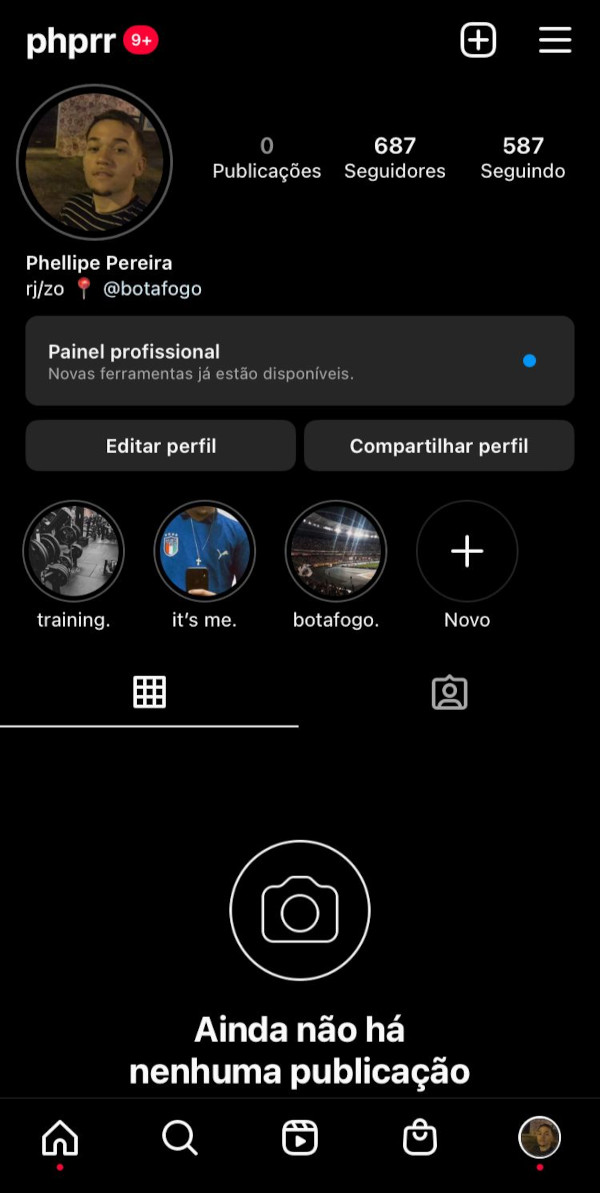 phprr 9+
0 687 587
Publicações Seguidores Seguindo
Phellipe Pereira
rj/zo 📍 @botafogo
Painel profissional
Novas ferramentas já estão disponíveis.
Editar perfil Compartilhar perfil
training. it’s me. botafogo. Novo
Ainda não há
nenhuma publicação